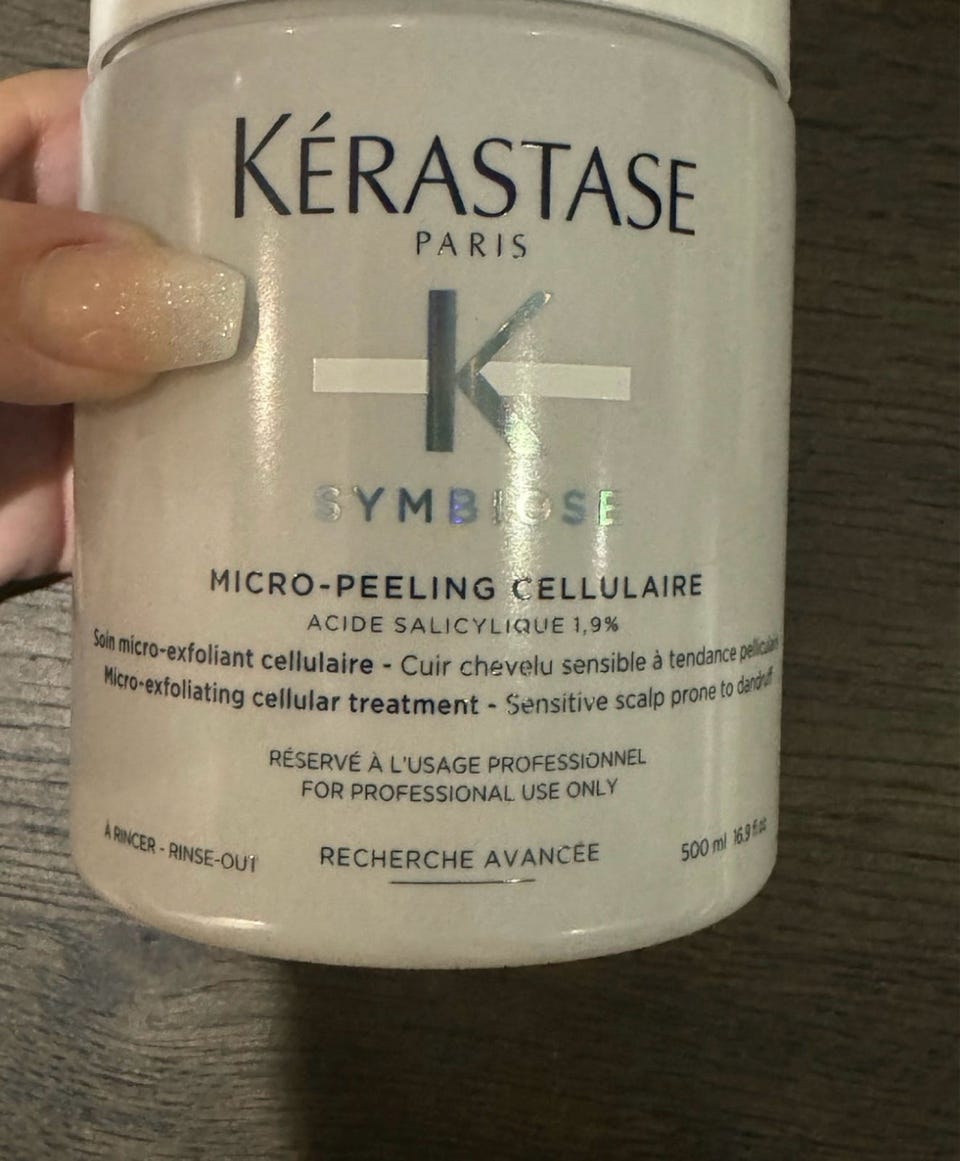 KÉRASTASE
PARIS
K
SYMBIOSE
MICRO-PEELING CELLULAIRE
ACIDE SALICYLIQUE 1,9%
Soin micro-exfoliant cellulaire - Cuir chevelu sensible à tendance
Micro-exfoliating cellular treatment - Sensitive scalp prone to dandruff
RÉSERVÉ À L'USAGE PROFESSIONNEL
FOR PROFESSIONAL USE ONLY
À RINCER - RINSE-OUT
RECHERCHE AVANCÉE
500 ml 16.9 fl oz